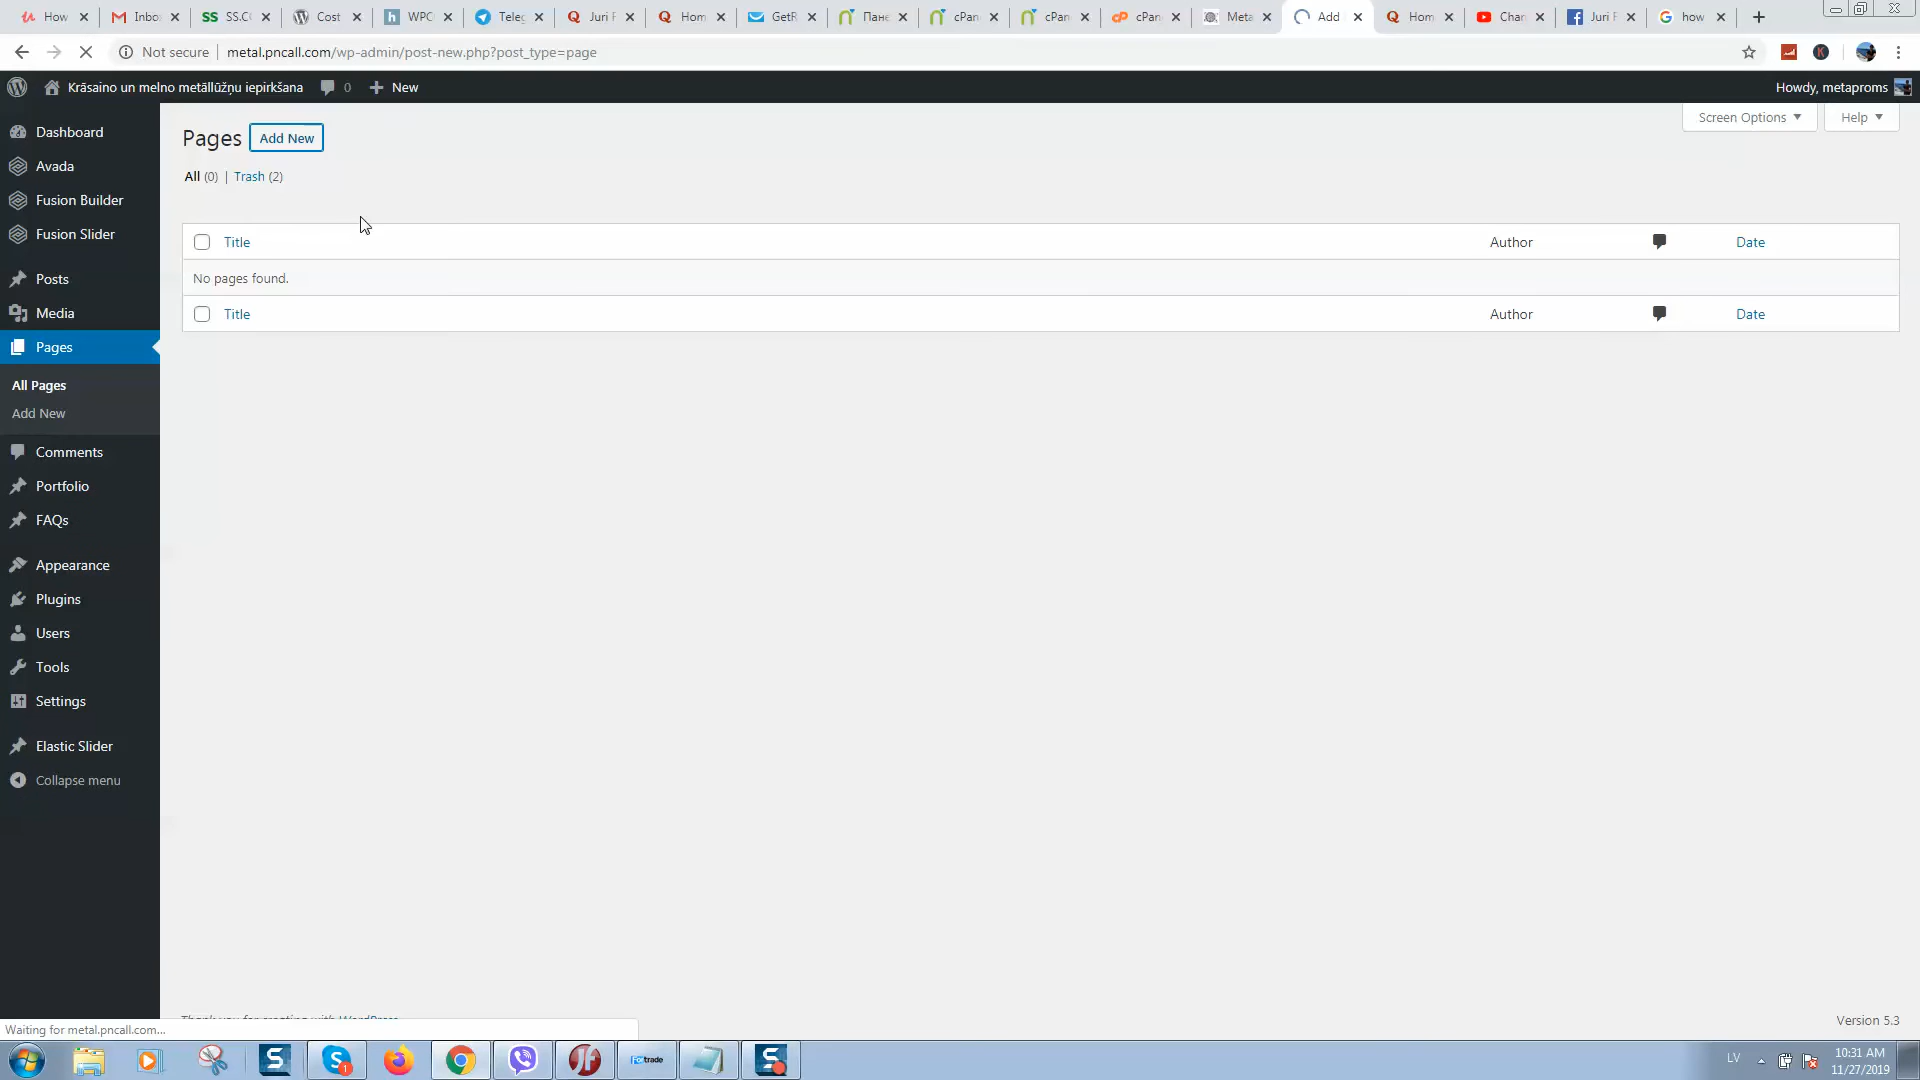 How
Inbo
SS.C
Cost
WPC
Teleg
Juri F
Hom
GetR
Пане
cPan
cPan
cPan
Meta
Add
Hom
Chan
Juri F
how
Not secure metal.pncall.com/wp-admin/post-new.php?post_type=page
Krāsaino un melno metāllūžņu iepirkšana 0 New Howdy, metaproms
Dashboard
Avada
Fusion Builder
Fusion Slider
Posts
Media
Pages
All Pages
Add New
Comments
Portfolio
FAQs
Appearance
Plugins
Users
Tools
Settings
Elastic Slider
Collapse menu
Screen Options Help
Pages Add New
All (0) | Trash (2)
Title Author Date
No pages found.
Title Author Date
Version 5.3
Waiting for metal.pncall.com...
Fortrade
LV
10:31 AM
11/27/2019